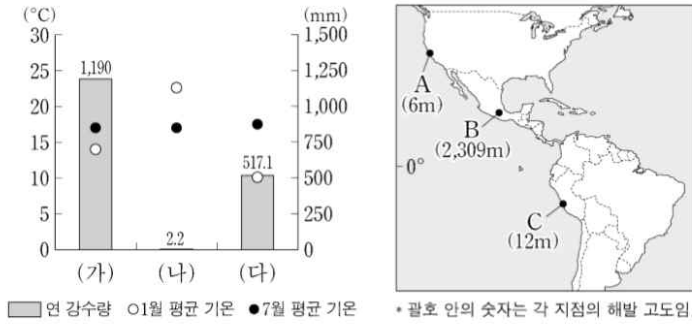 (℃)
(mm)
30
1,500
25
1,190
1,250
20
1,000
15
750
10
517.1
500
5
250
0
2.2
0
(가)
(나)
(다)
연 강수량
1월 평균 기온
7월 평균 기온
A
(6m)
B
(2,309m)
0°
C
(12m)
* 괄호 안의 숫자는 각 지점의 해발 고도임.